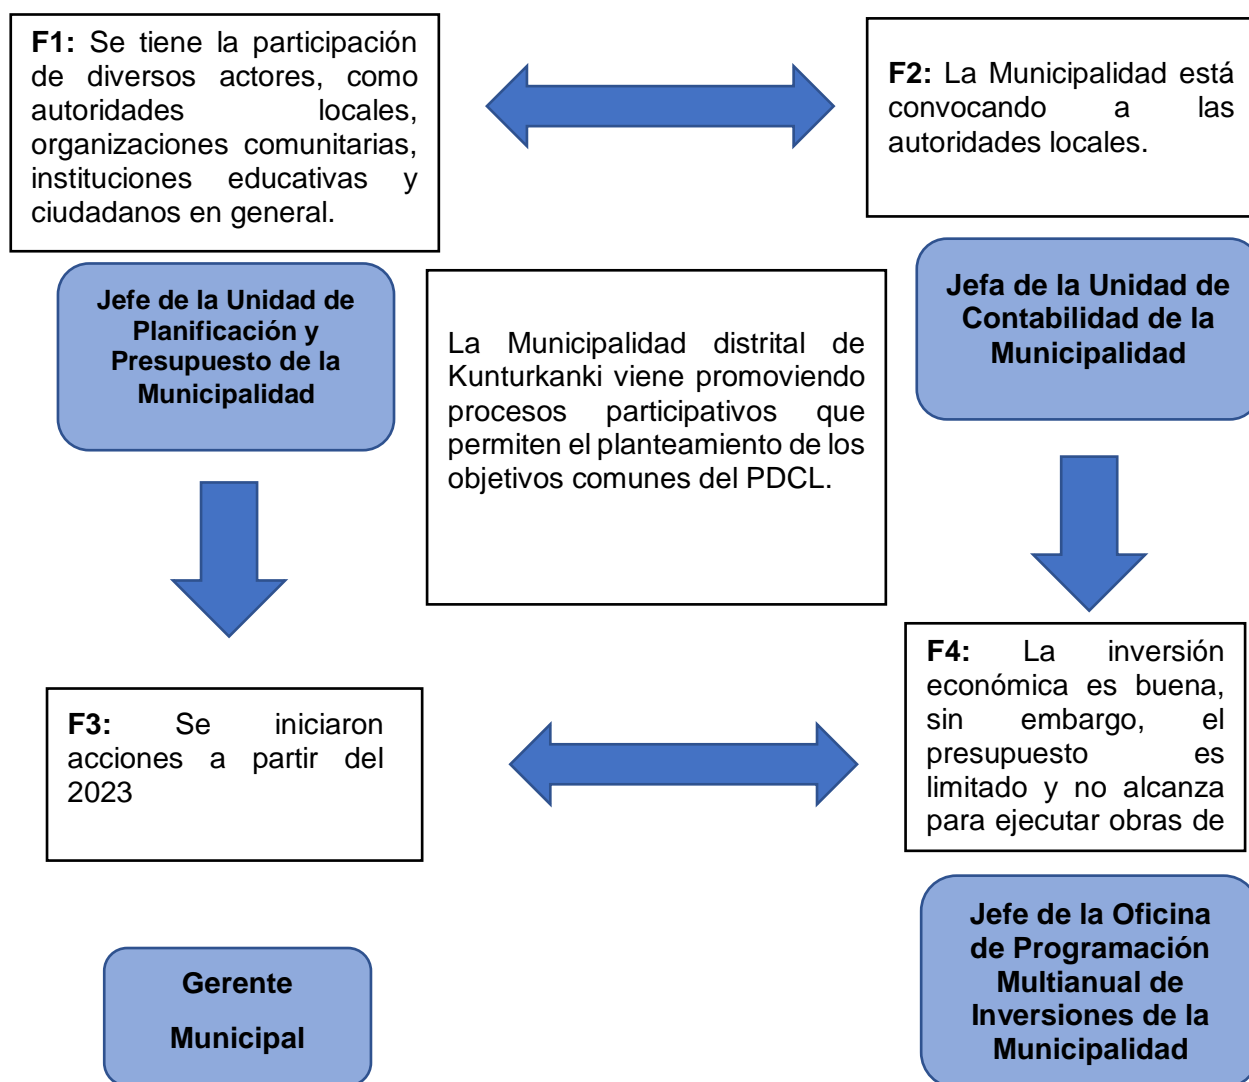 F1: Se tiene la participación
de diversos actores, como
autoridades locales,
organizaciones comunitarias,
instituciones educativas y
ciudadanos en general.
F2: La Municipalidad está
convocando a las
autoridades locales.
Jefe de la Unidad de
Planificación y
Presupuesto de la
Municipalidad
La Municipalidad distrital de
Kunturkanki viene promoviendo
procesos participativos que
permiten el planteamiento de los
objetivos comunes del PDCL.
Jefa de la Unidad de
Contabilidad de la
Municipalidad
F3: Se iniciaron
acciones a partir del
2023
F4: La inversión
económica es buena,
sin embargo, el
presupuesto es
limitado y no alcanza
para ejecutar obras de
Gerente
Municipal
Jefe de la Oficina
de Programación
Multianual de
Inversiones de la
Municipalidad